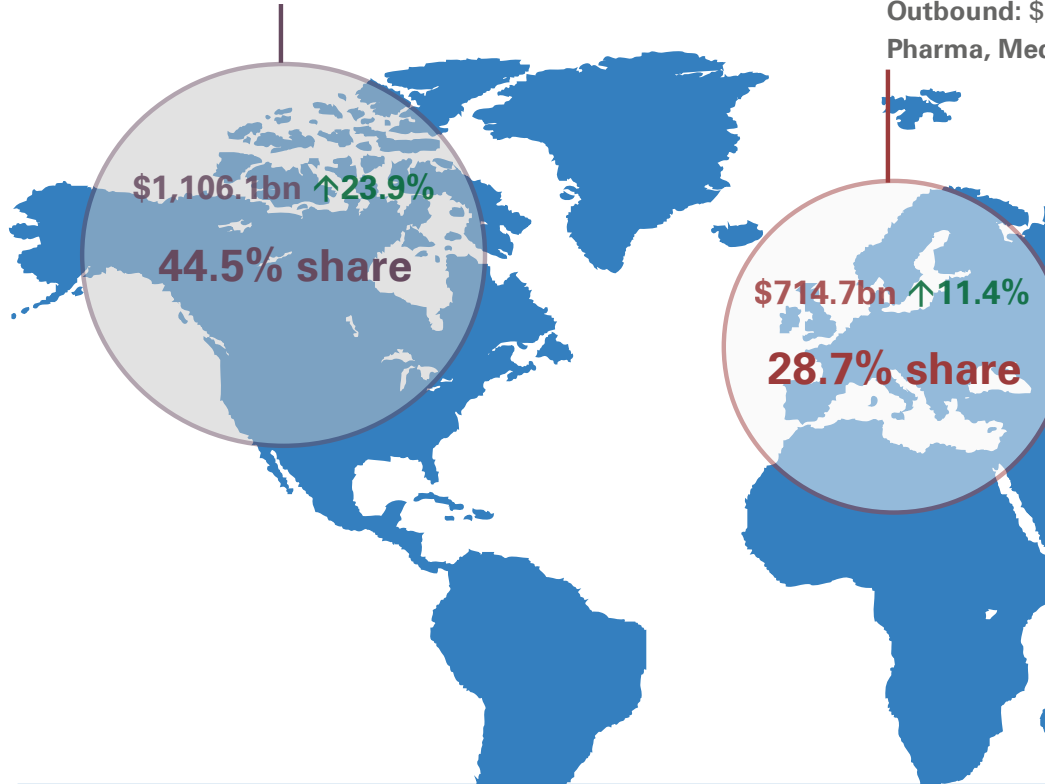 Outbound: $
Pharma,
$1,106.1bn ↑23.9%
44.5% share
$714.7bn ↑11.4%
28.7% share